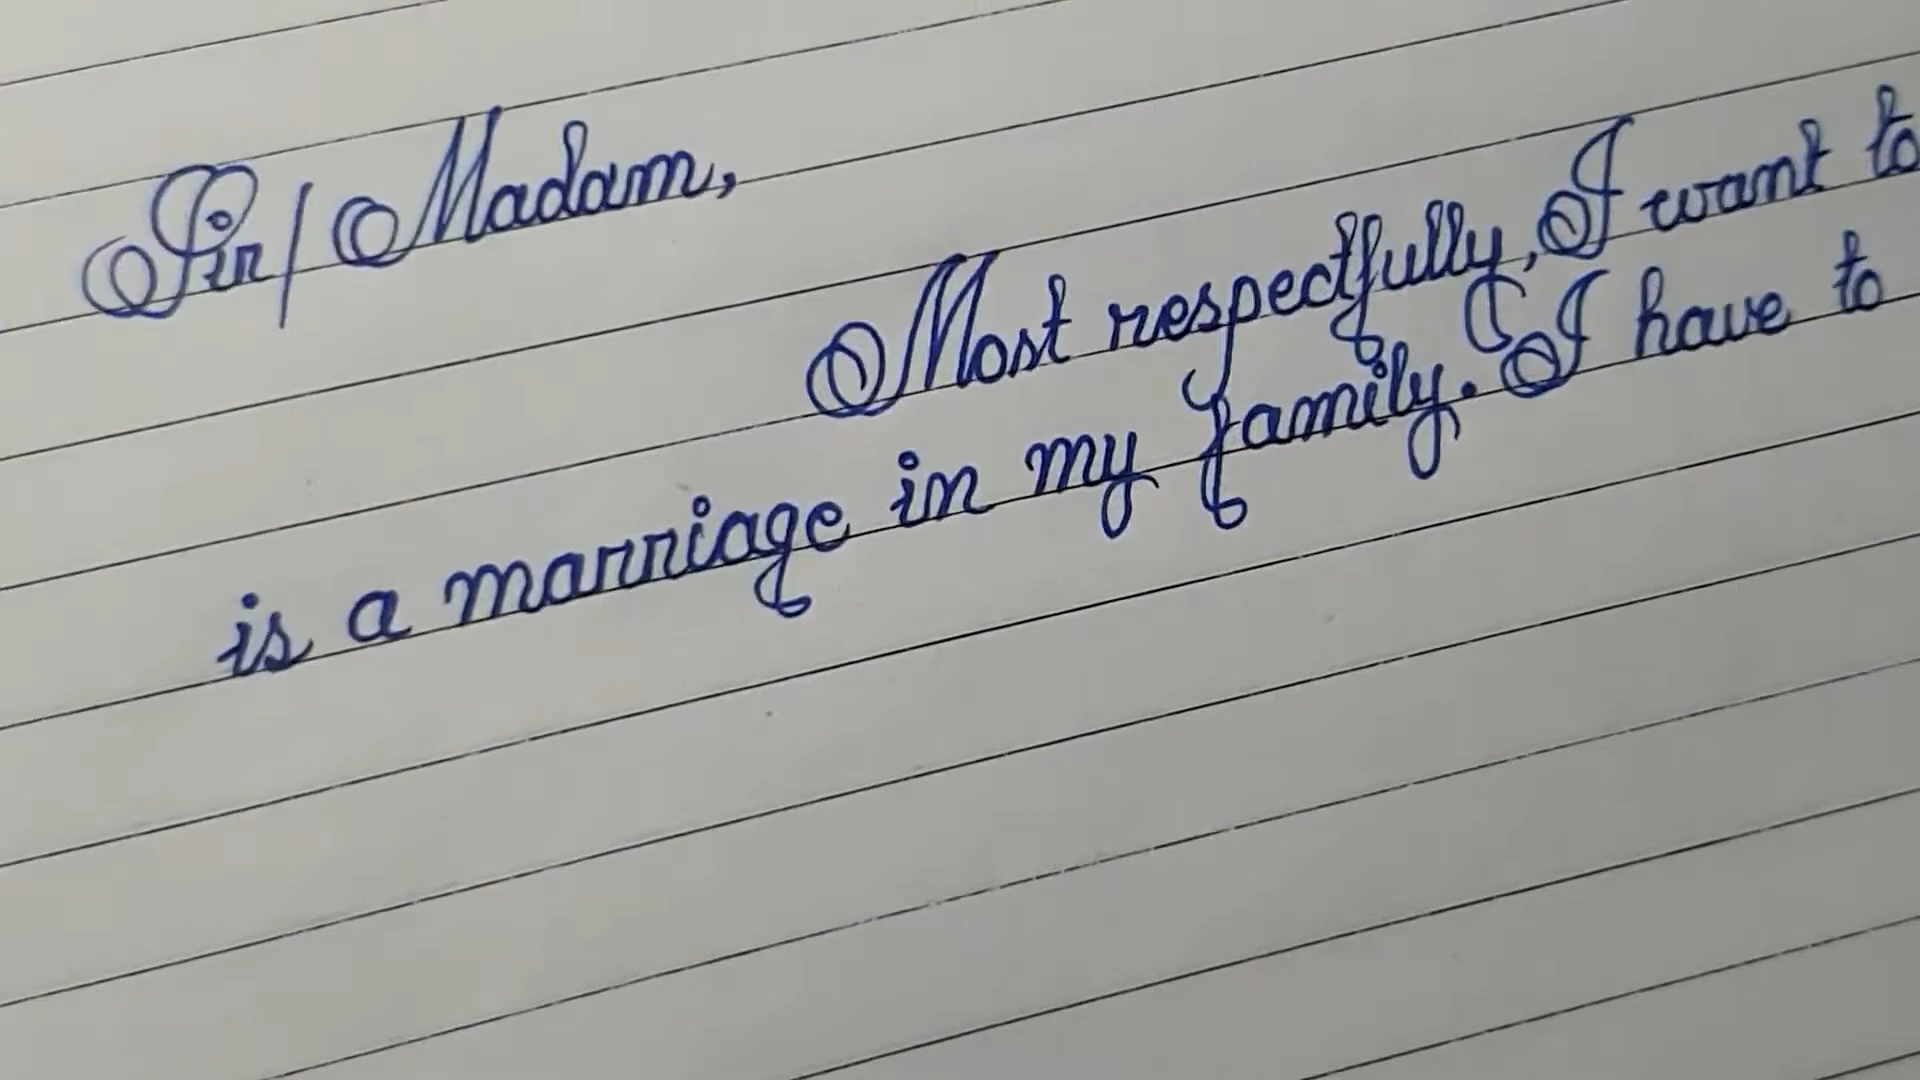 Sir/Madam,
Most respectfully, I want to
is a marriage in my family. I have to